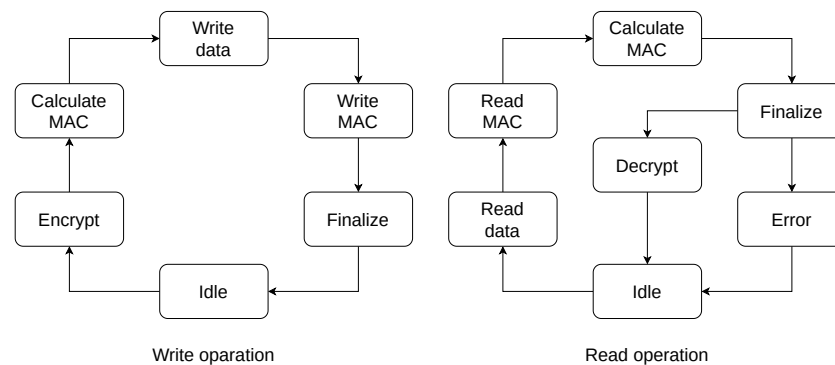 Write
data
Calculate
MAC
Write
MAC
Encrypt
Finalize
Idle
Write oparation
Calculate
MAC
Read
MAC
Finalize
Decrypt
Read
data
Error
Idle
Read operation